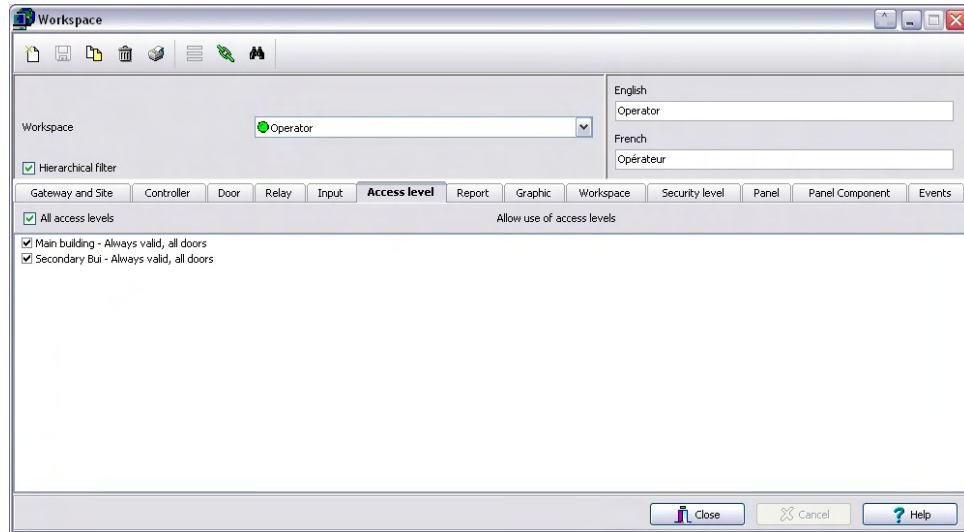 Workspace
English
Operator
Workspace
Operator
French
Opérateur
Hierarchical filter
Gateway and Site Controller Door Relay Input Access level Report Graphic Workspace Security level Panel Panel Component Events
All access levels Allow use of access levels
Main building - Always valid, all doors
Secondary Bui - Always valid, all doors
Close Cancel Help